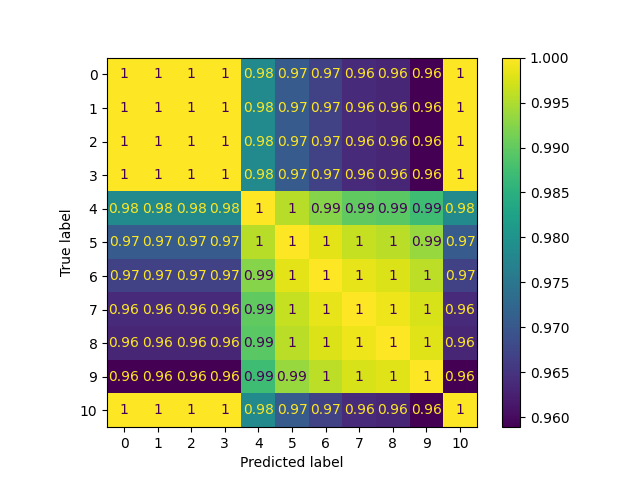 0 1 1 1 1 0.98 0.97 0.97 0.96 0.96 0.96 1
1 1 1 1 1 0.98 0.97 0.97 0.96 0.96 0.96 1
2 1 1 1 1 0.98 0.97 0.97 0.96 0.96 0.96 1
3 1 1 1 1 0.98 0.97 0.97 0.96 0.96 0.96 1
4 0.98 0.98 0.98 0.98 1 1 0.99 0.99 0.99 0.99 0.98
5 0.97 0.97 0.97 0.97 1 1 1 1 1 0.99 0.97
6 0.97 0.97 0.97 0.97 0.99 1 1 1 1 1 0.97
7 0.96 0.96 0.96 0.96 0.99 1 1 1 1 1 0.96
8 0.96 0.96 0.96 0.96 0.99 1 1 1 1 1 0.96
9 0.96 0.96 0.96 0.96 0.99 0.99 1 1 1 1 0.96
10 1 1 1 1 0.98 0.97 0.97 0.96 0.96 0.96 1
0 1 2 3 4 5 6 7 8 9 10
Predicted label
True label
1.000
0.995
0.990
0.985
0.980
0.975
0.970
0.965
0.960